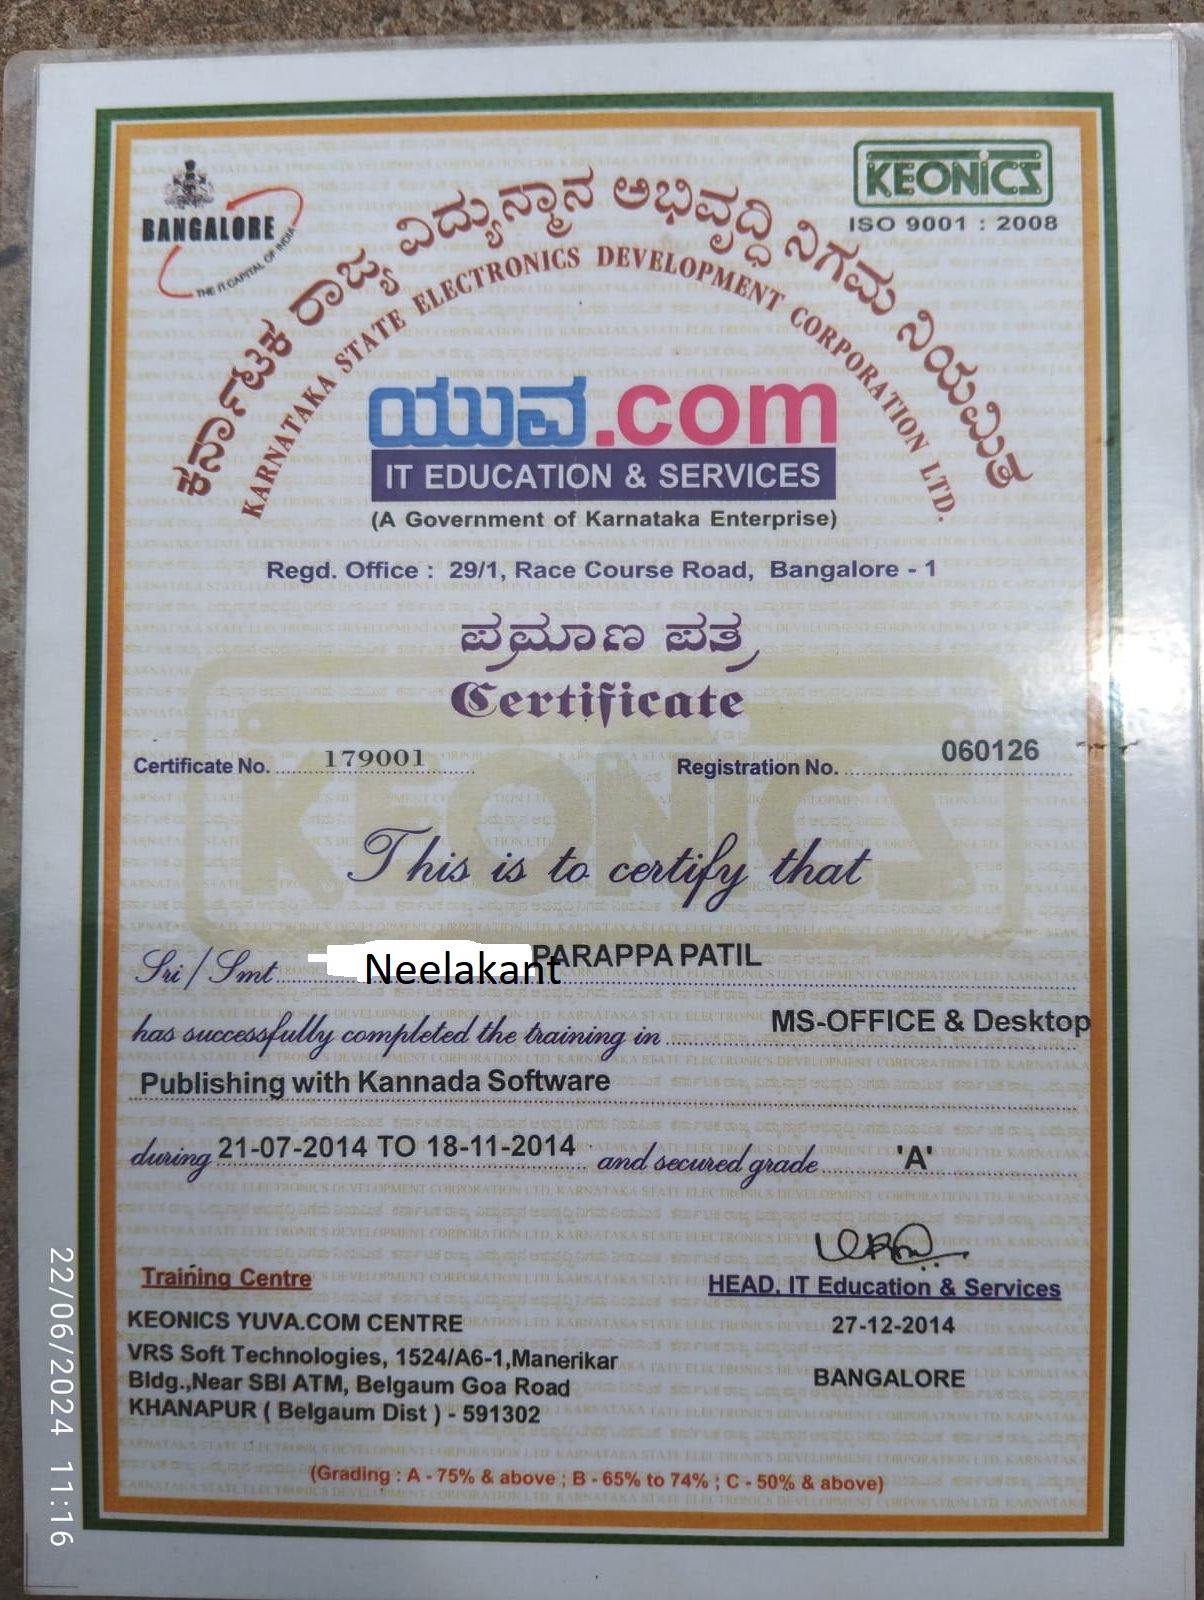 BANGALORE
THE IT CAPITAL OF INDIA
KEONICS
ISO 9001 : 2008
ಕರ್ನಾಟಕ ರಾಜ್ಯ ವಿದ್ಯುನ್ಮಾನ ಅಭಿವೃದ್ಧಿ ನಿಗಮ ನಿಯಮಿತ
KARNATAKA STATE ELECTRONICS DEVELOPMENT CORPORATION LTD.
ಯುವ.com
IT EDUCATION & SERVICES
(A Government of Karnataka Enterprise)
Regd. Office : 29/1, Race Course Road, Bangalore - 1
ಪ್ರಮಾಣ ಪತ್ರ
Certificate
Certificate No. 179001 Registration No. 060126
KEONICS
This is to certify that
Sri / Smt. Neelakant PARAPPA PATIL
has successfully completed the training in MS-OFFICE & Desktop
Publishing with Kannada Software
during 21-07-2014 TO 18-11-2014 and secured grade 'A'
Training Centre
HEAD, IT Education & Services
KEONICS YUVA.COM CENTRE
27-12-2014
VRS Soft Technologies, 1524/A6-1,Manerikar
Bldg.,Near SBI ATM, Belgaum Goa Road
BANGALORE
KHANAPUR ( Belgaum Dist ) - 591302
(Grading : A - 75% & above ; B - 65% to 74% ; C - 50% & above)
22/06/2024 11:16